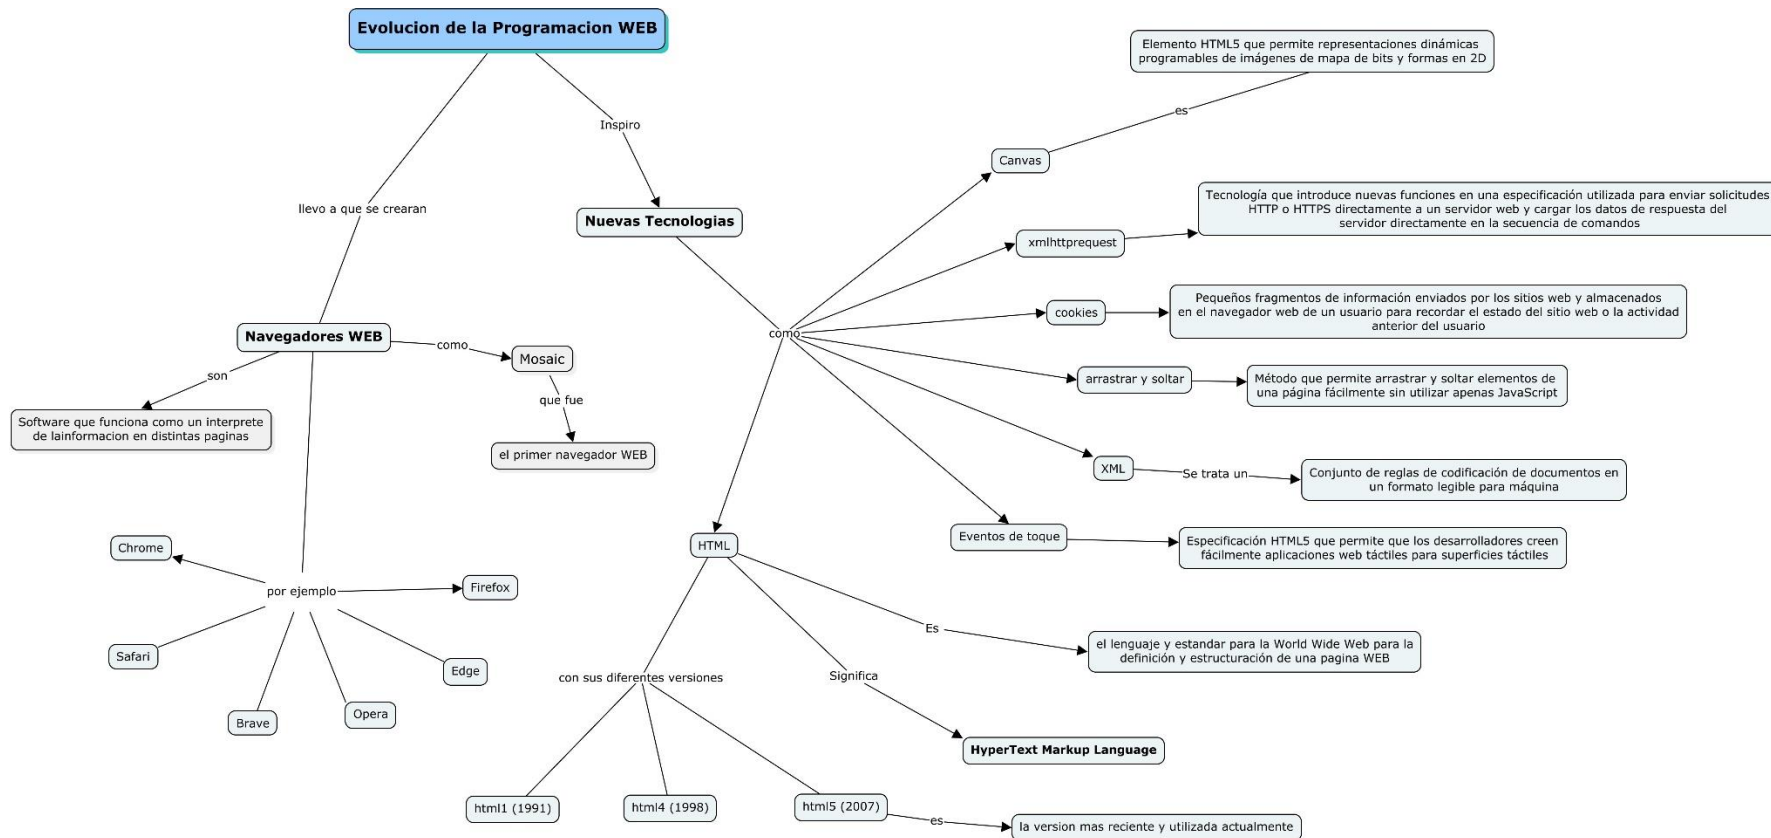 Evolucion de la Programacion WEB
Elemento HTML5 que permite representaciones dinámicas
programables de imágenes de mapa de bits y formas en 2D
es
Inspiro
Canvas
llevo a que se crearan
Nuevas Tecnologias
Tecnología que introduce nuevas funciones en una especificación utilizada para enviar solicitudes
HTTP o HTTPS directamente a un servidor web y cargar los datos de respuesta del
servidor directamente en la secuencia de comandos
xmlhttprequest
cookies
Pequeños fragmentos de información enviados por los sitios web y almacenados
en el navegador web de un usuario para recordar el estado del sitio web o la actividad
anterior del usuario
como
Navegadores WEB
como
Mosaic
son
que fue
Software que funciona como un interprete
de lainformacion en distintas paginas
el primer navegador WEB
arrastrar y soltar
Método que permite arrastrar y soltar elementos de
una página fácilmente sin utilizar apenas JavaScript
XML
Se trata un
Conjunto de reglas de codificación de documentos en
un formato legible para máquina
Eventos de toque
Especificación HTML5 que permite que los desarrolladores creen
fácilmente aplicaciones web táctiles para superficies táctiles
HTML
Chrome
por ejemplo
Firefox
Safari
Edge
Brave
Opera
Es
el lenguaje y estandar para la World Wide Web para la
definición y estructuración de una pagina WEB
con sus diferentes versiones
Significa
HyperText Markup Language
html1 (1991)
html4 (1998)
html5 (2007)
es
la version mas reciente y utilizada actualmente